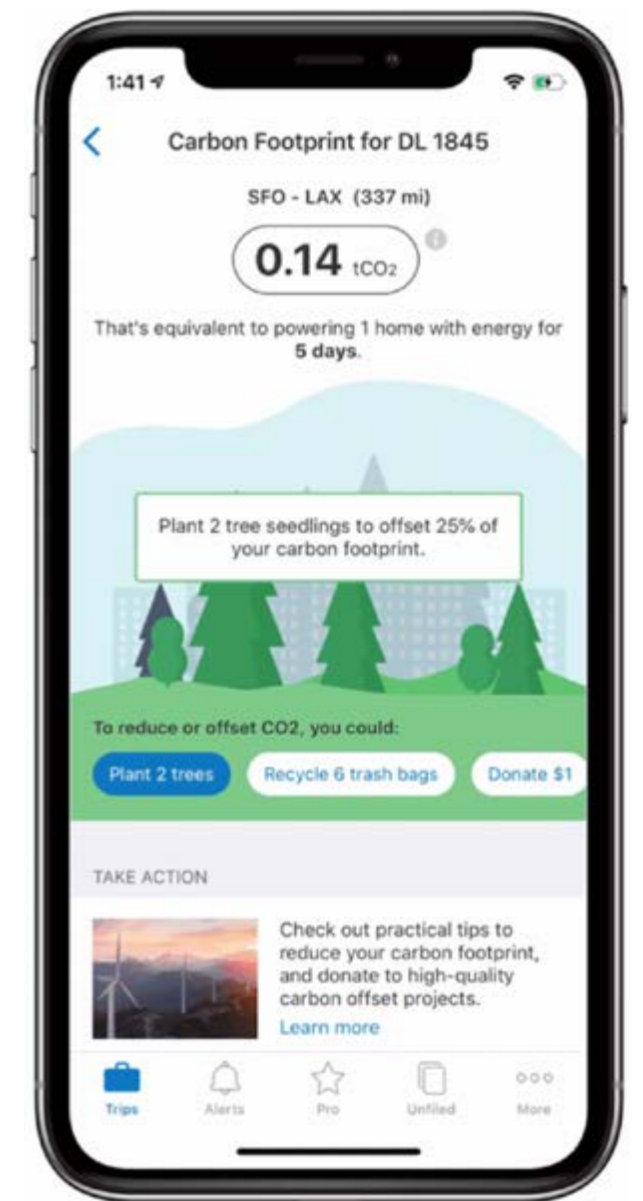 1:41
Carbon Footprint for DL 1845
SFO - LAX (337 mi)
0.14 tCO2
That's equivalent to powering 1 home with energy for
5 days.
Plant 2 tree seedlings to offset 25% of
your carbon footprint.
To reduce or offset CO2, you could:
Plant 2 trees
Recycle 6 trash bags
Donate $1
TAKE ACTION
Check out practical tips to
reduce your carbon footprint,
and donate to high-quality
carbon offset projects.
Learn more
Trips
Alerts
Pro
Unfiled
More